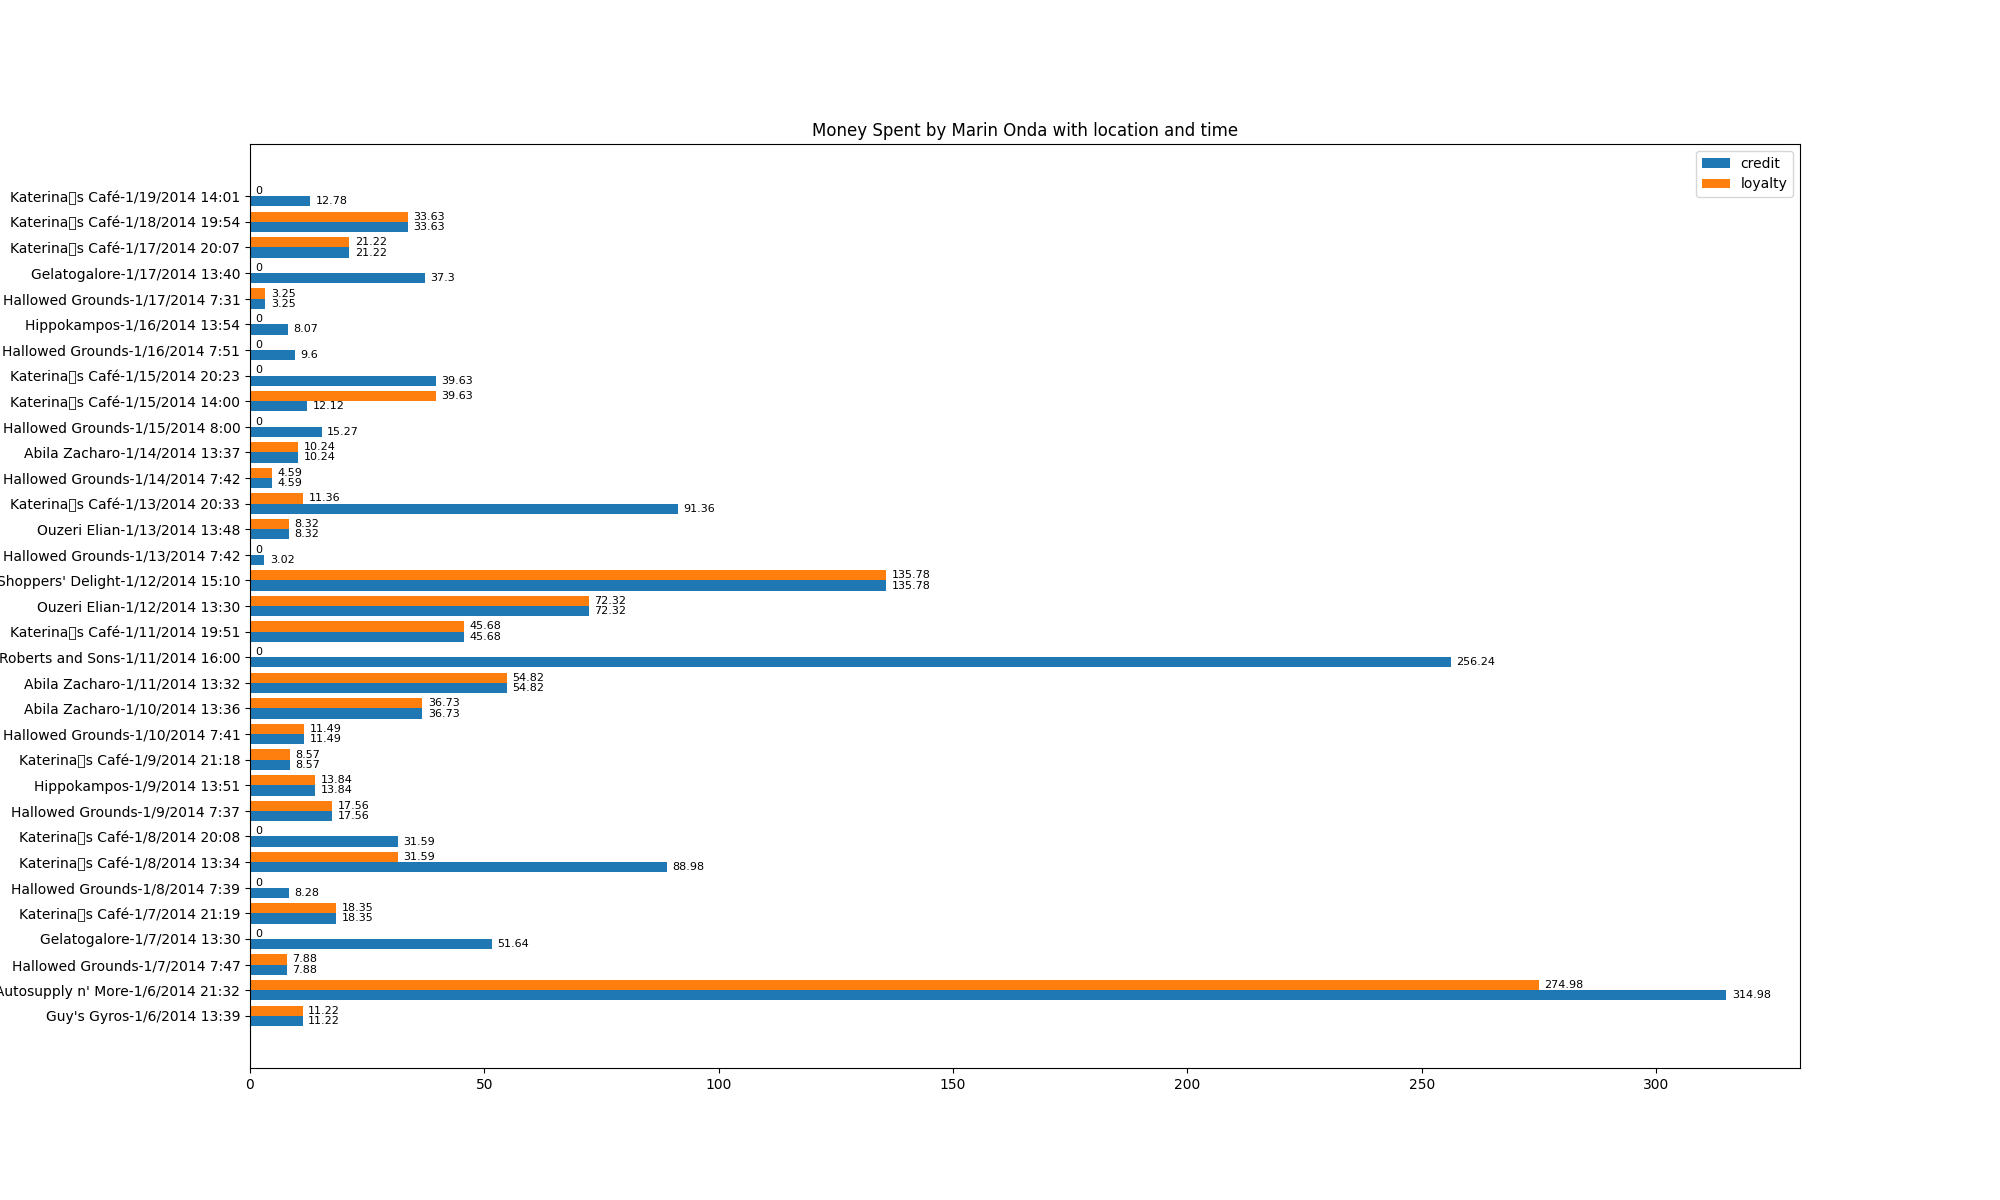 Money Spent by Marin Onda with location and time
credit
loyalty
Katerina▯s Café-1/19/2014 14:01
0
12.78
Katerina▯s Café-1/18/2014 19:54
33.63
33.63
Katerina▯s Café-1/17/2014 20:07
21.22
21.22
Gelatogalore-1/17/2014 13:40
0
37.3
Hallowed Grounds-1/17/2014 7:31
3.25
3.25
Hippokampos-1/16/2014 13:54
0
8.07
Hallowed Grounds-1/16/2014 7:51
0
9.6
Katerina▯s Café-1/15/2014 20:23
0
39.63
Katerina▯s Café-1/15/2014 14:00
39.63
12.12
Hallowed Grounds-1/15/2014 8:00
0
15.27
Abila Zacharo-1/14/2014 13:37
10.24
10.24
Hallowed Grounds-1/14/2014 7:42
4.59
4.59
Katerina▯s Café-1/13/2014 20:33
11.36
91.36
Ouzeri Elian-1/13/2014 13:48
8.32
8.32
Hallowed Grounds-1/13/2014 7:42
0
3.02
Shoppers' Delight-1/12/2014 15:10
135.78
135.78
Ouzeri Elian-1/12/2014 13:30
72.32
72.32
Katerina▯s Café-1/11/2014 19:51
45.68
45.68
Roberts and Sons-1/11/2014 16:00
0
256.24
Abila Zacharo-1/11/2014 13:32
54.82
54.82
Abila Zacharo-1/10/2014 13:36
36.73
36.73
Hallowed Grounds-1/10/2014 7:41
11.49
11.49
Katerina▯s Café-1/9/2014 21:18
8.57
8.57
Hippokampos-1/9/2014 13:51
13.84
13.84
Hallowed Grounds-1/9/2014 7:37
17.56
17.56
Katerina▯s Café-1/8/2014 20:08
0
31.59
Katerina▯s Café-1/8/2014 13:34
31.59
88.98
Hallowed Grounds-1/8/2014 7:39
0
8.28
Katerina▯s Café-1/7/2014 21:19
18.35
18.35
Gelatogalore-1/7/2014 13:30
0
51.64
Hallowed Grounds-1/7/2014 7:47
7.88
7.88
Autosupply n' More-1/6/2014 21:32
274.98
314.98
Guy's Gyros-1/6/2014 13:39
11.22
11.22
0 50 100 150 200 250 300